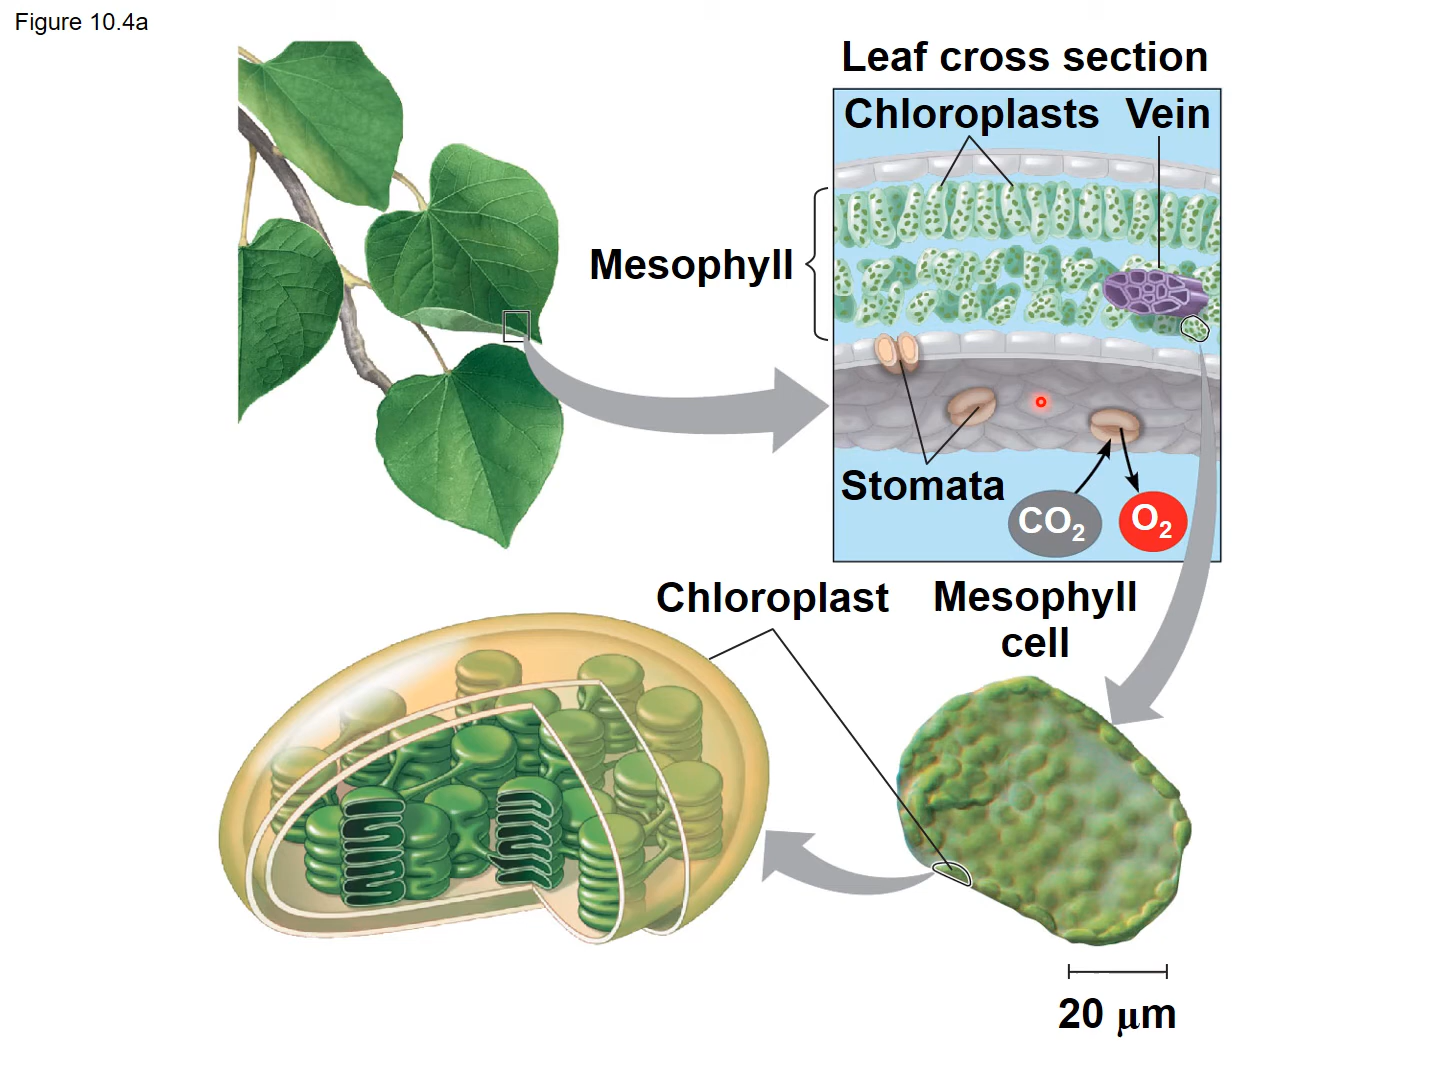 Figure 10.4a
Leaf cross section
Chloroplasts Vein
Mesophyll
Stomata
CO₂
O₂
Chloroplast
Mesophyll
cell
20 μm